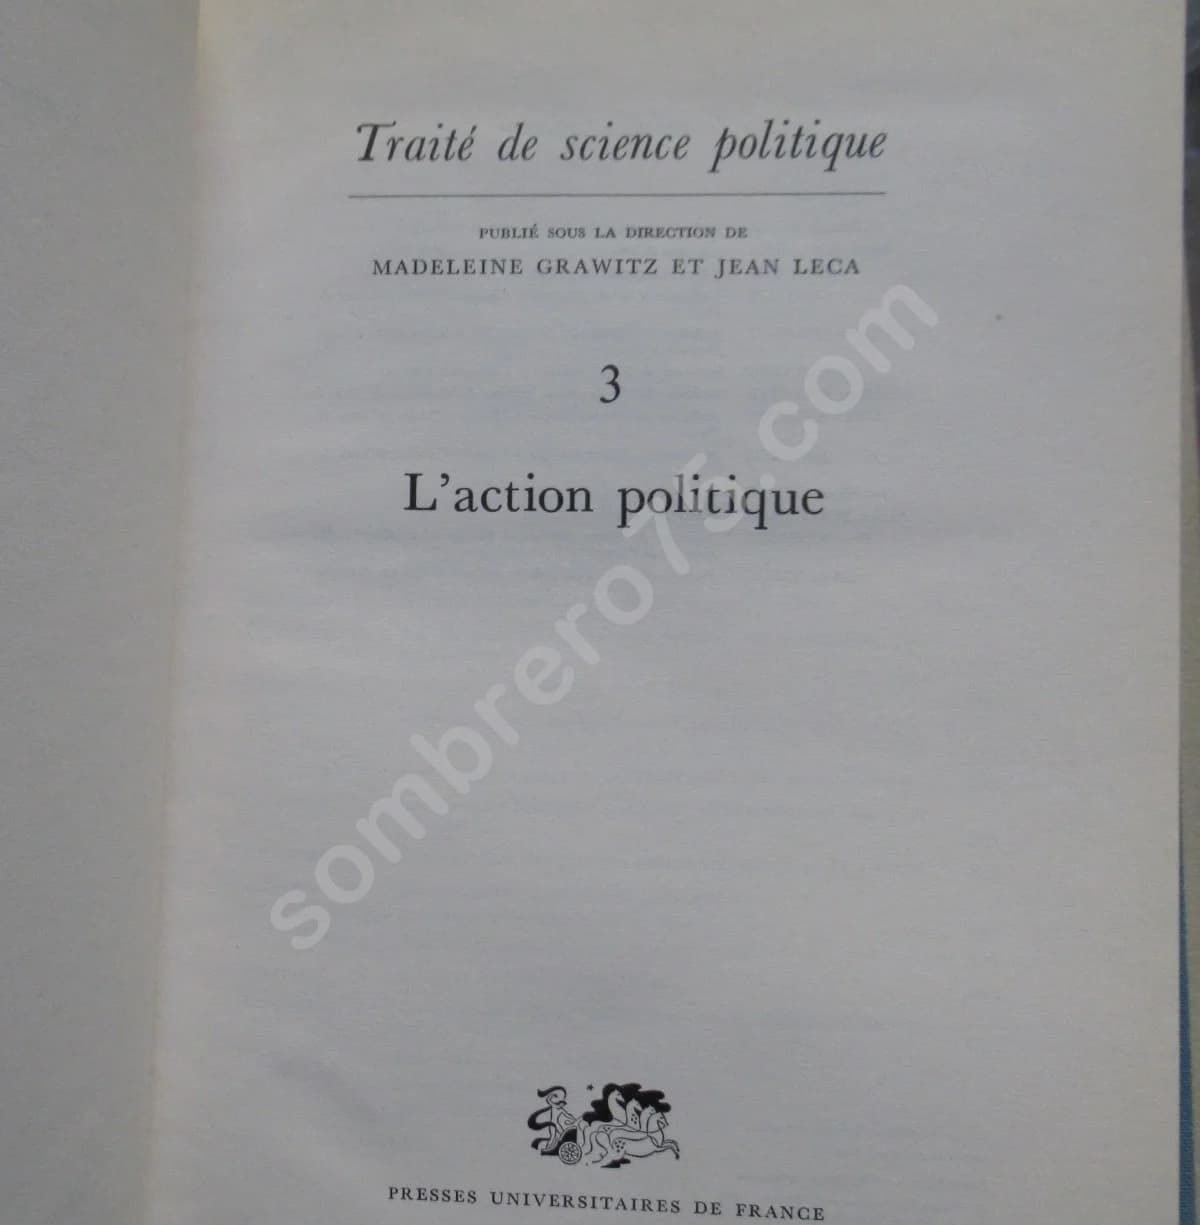 Traité de science politique
PUBLIÉ SOUS LA DIRECTION DE
MADELEINE GRAWITZ ET JEAN LECA
3
L'action politique
sombrero75.com
PRESSES UNIVERSITAIRES DE FRANCE